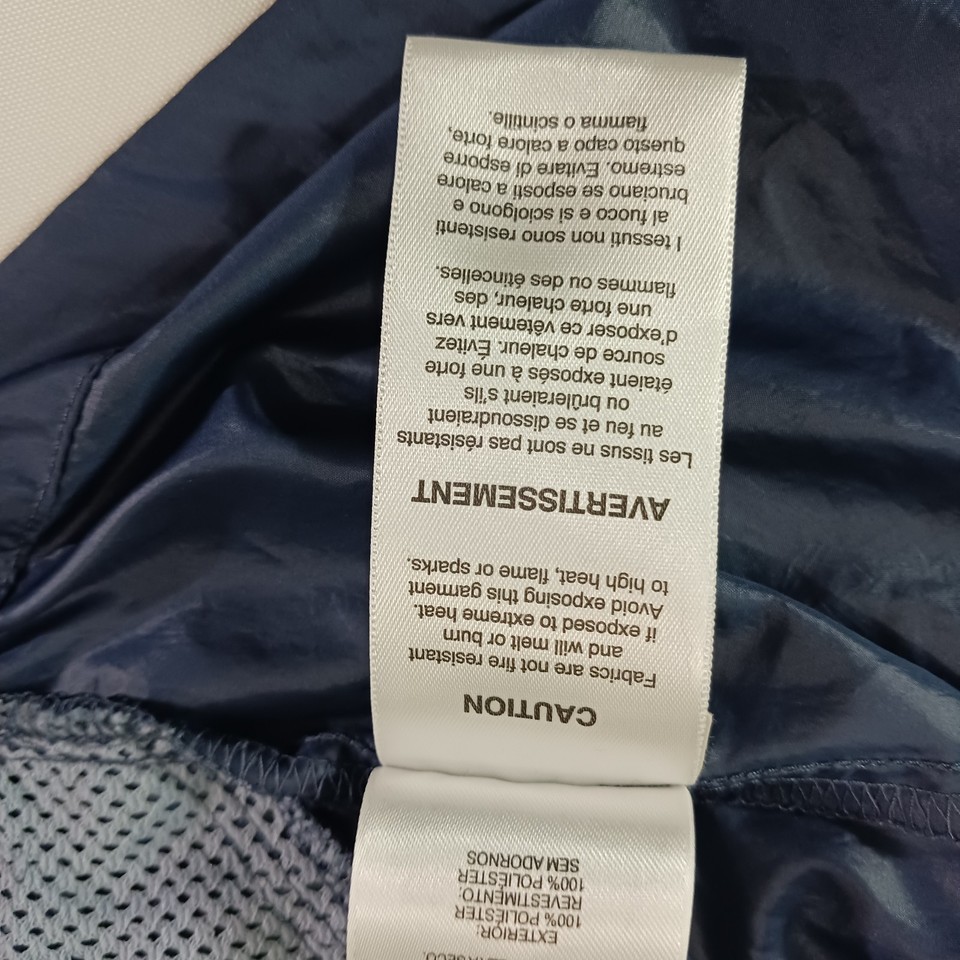 SECO.
EXTERIOR:
100% POLIÉSTER
REVESTIMENTO:
100% POLIÉSTER
SEM ADORNOS
CAUTION
Fabrics are not fire resistant
and will melt or burn
if exposed to extreme heat.
Avoid exposing this garment
to high heat, flame or sparks.
AVERTISSEMENT
Les tissus ne sont pas résistants
au feu et se dissoudraient
ou brûleraient s'ils
étaient exposés à une forte
source de chaleur. Évitez
d'exposer ce vêtement vers
une forte chaleur, des
flammes ou des étincelles.
I tessuti non sono resistenti
al fuoco e si sciolgono e
bruciano se esposti a calore
estremo. Evitare di esporre
questo capo a calore forte,
fiamma o scintille.